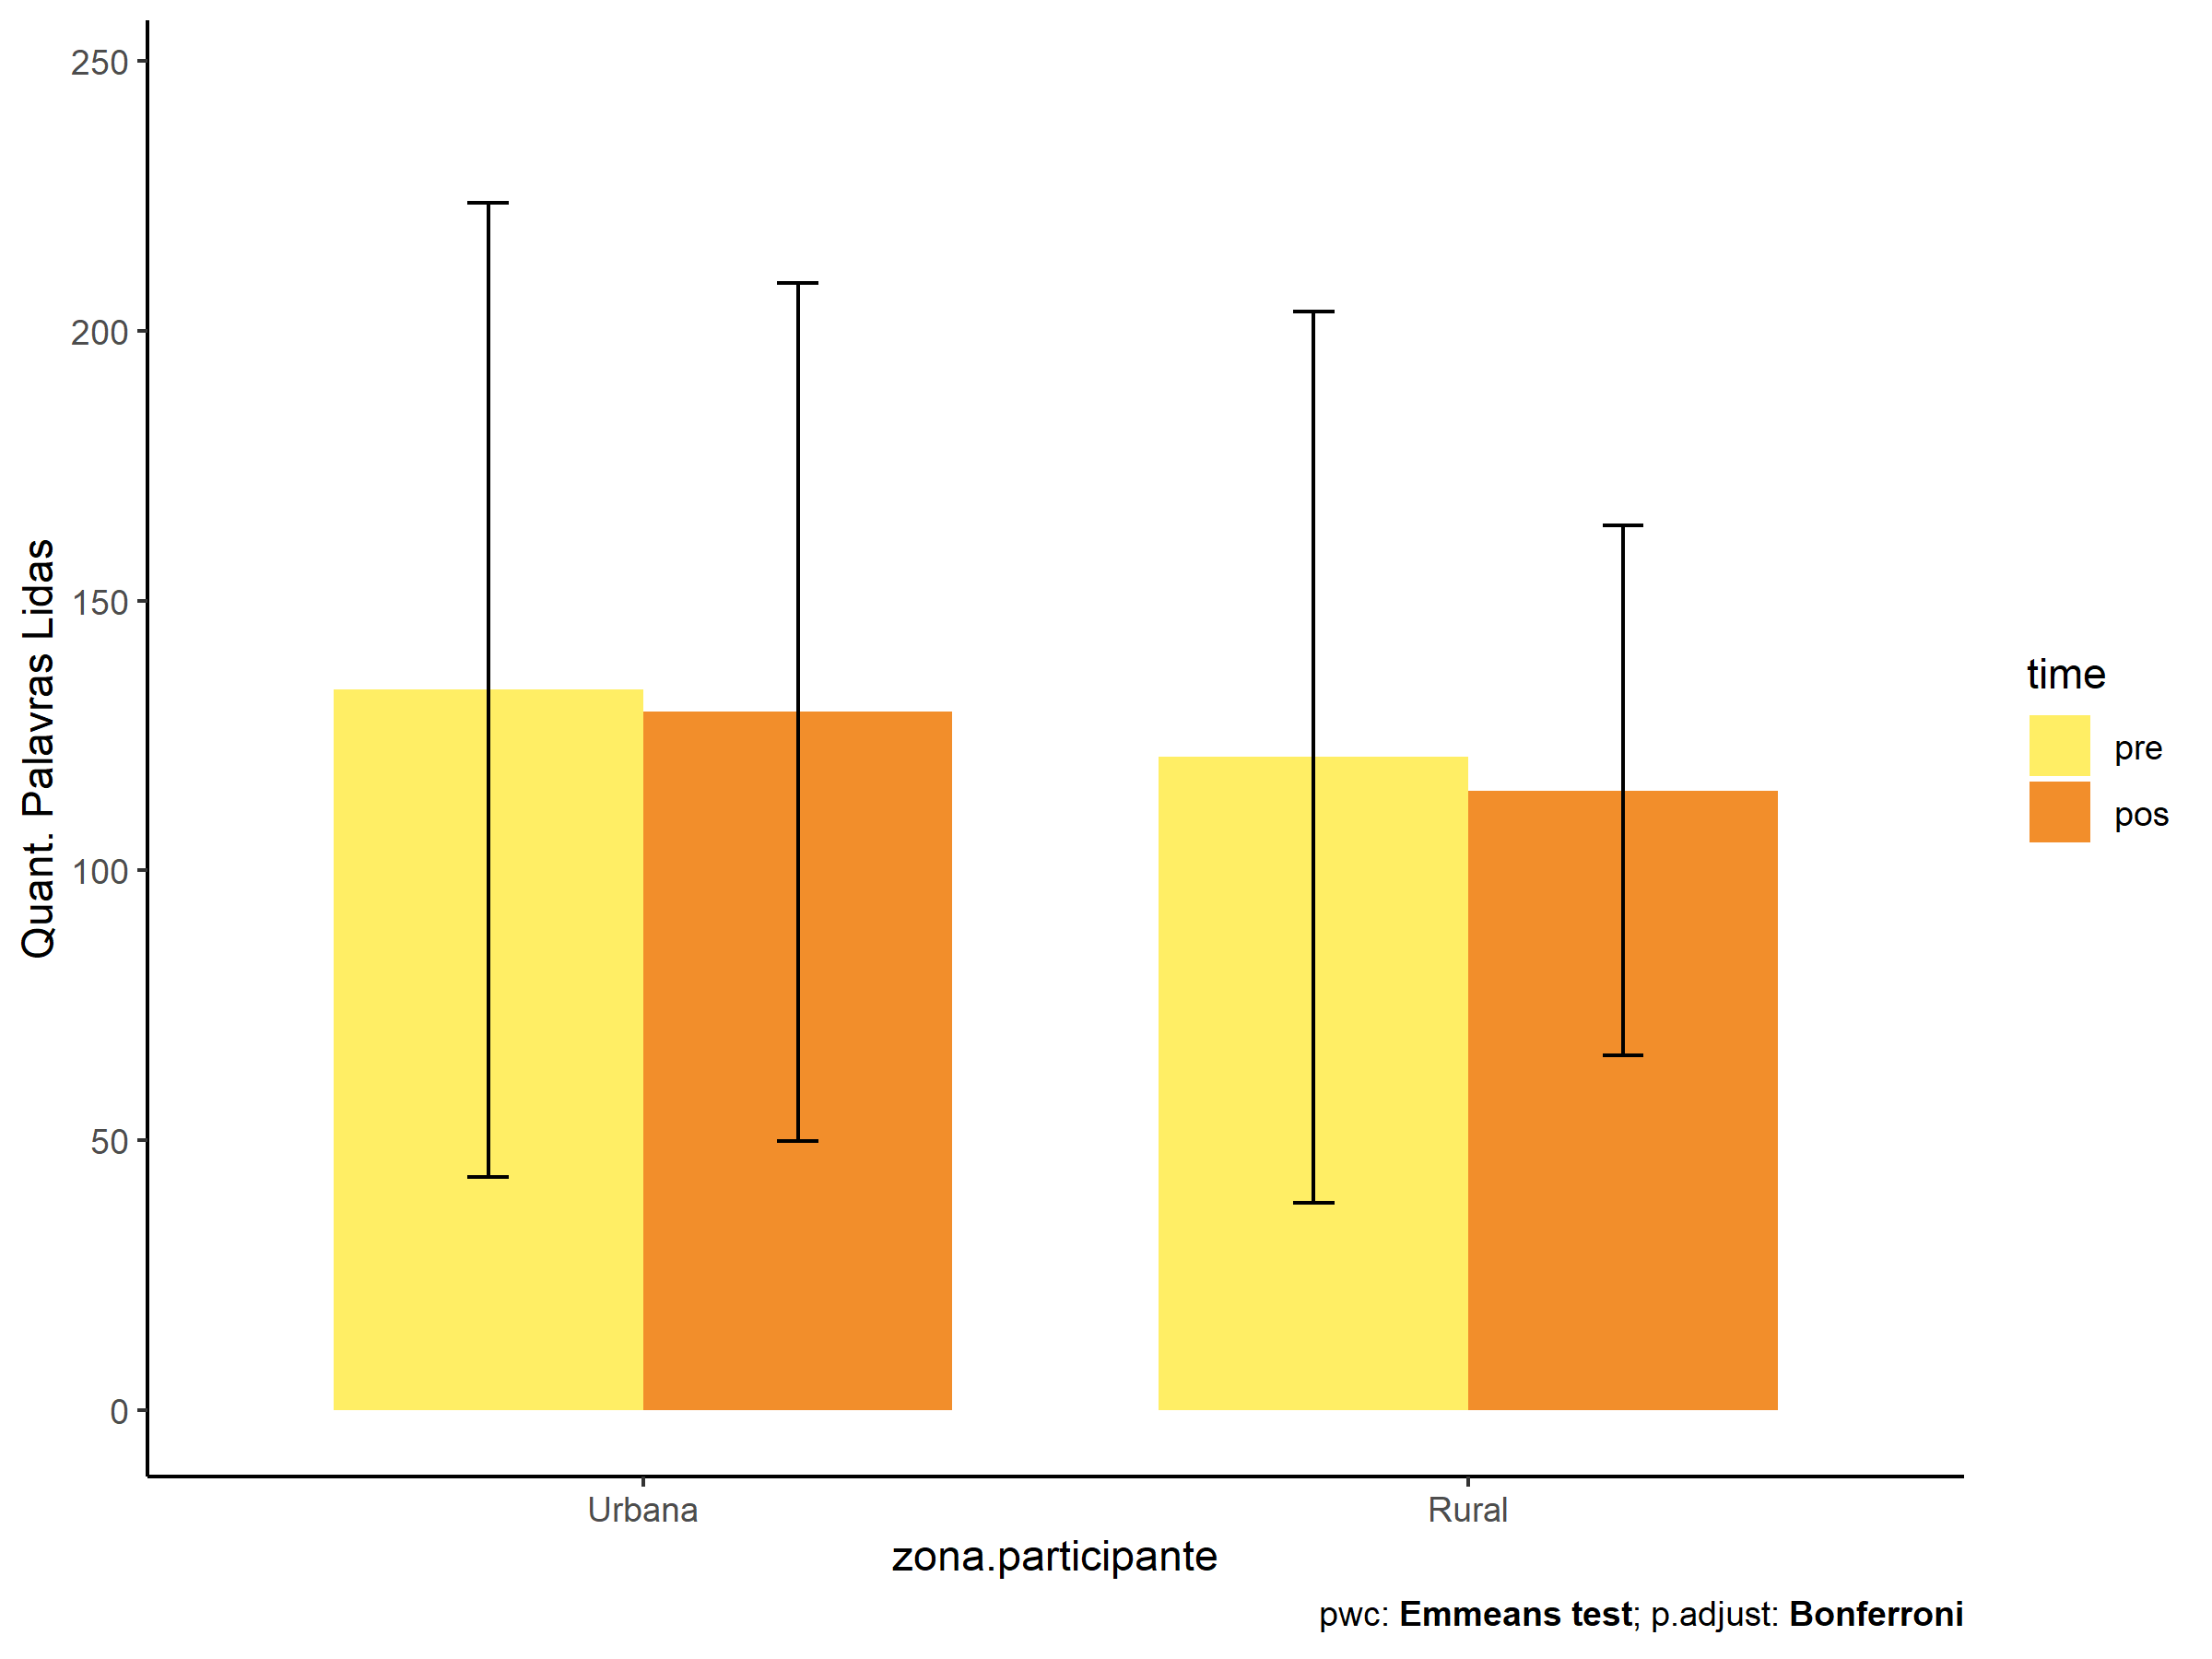 250
200
150
100
50
0
Quant. Palavras Lidas
Urbana
Rural
zona.participante
time
pre
pos
pwc: Emmeans test; p.adjust: Bonferroni